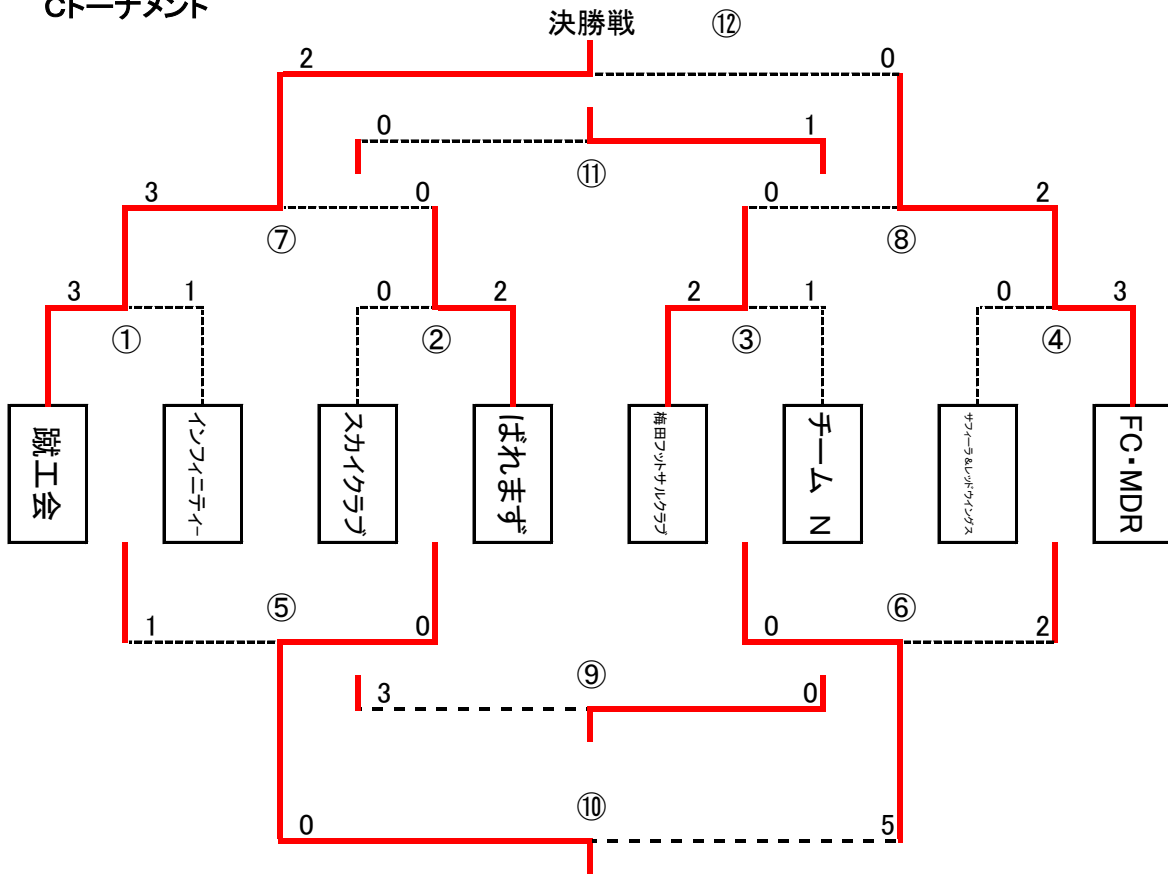 Cトーナメント
決勝戦 ⑫
2 0
0 1
⑪
3 0 0 2
⑦ ⑧
3 1 0 2 2 1 0 3
① ② ③ ④
蹴工会
インフィニティー
スカイクラブ
ばれまず
梅田フットサルクラブ
チーム N
サフィーラ&レッドウイングス
FC・MDR
⑤ ⑥
1 0 0 2
⑨
3 0
⑩
0 5